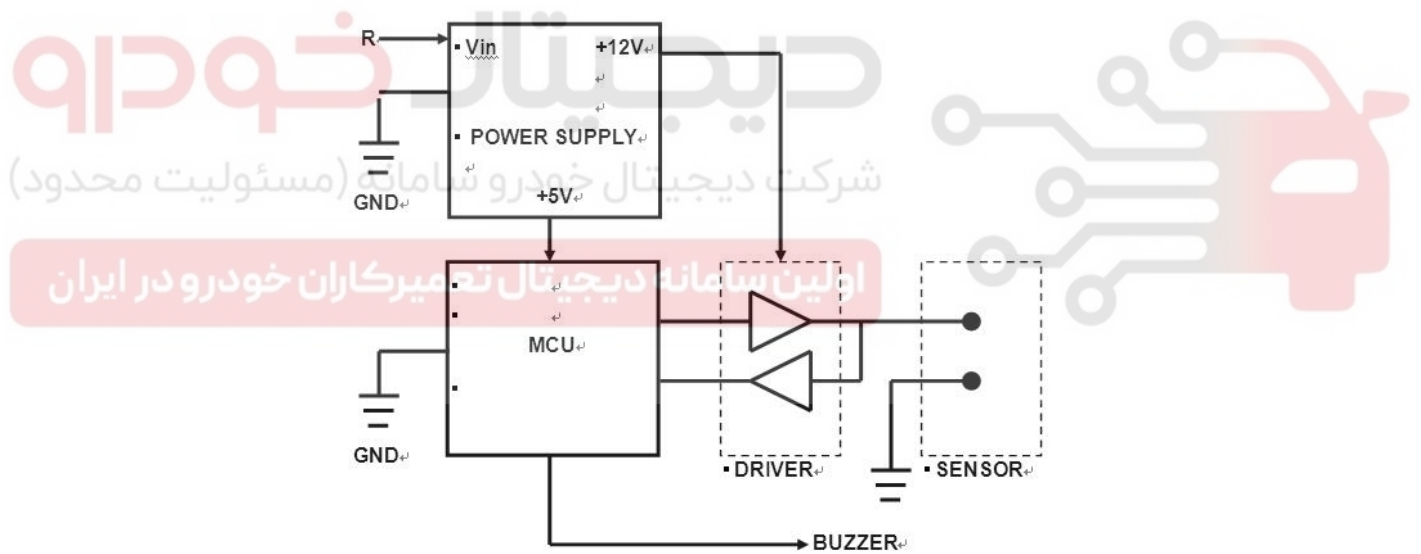 R
Vin
+12V
POWER SUPPLY
+5V
GND
دیجیتال خودرو
شرکت دیجیتال خودرو سامانه (مسئولیت محدود)
اولین سامانه دیجیتال تعمیرکاران خودرو در ایران
MCU
GND
DRIVER
SENSOR
BUZZER